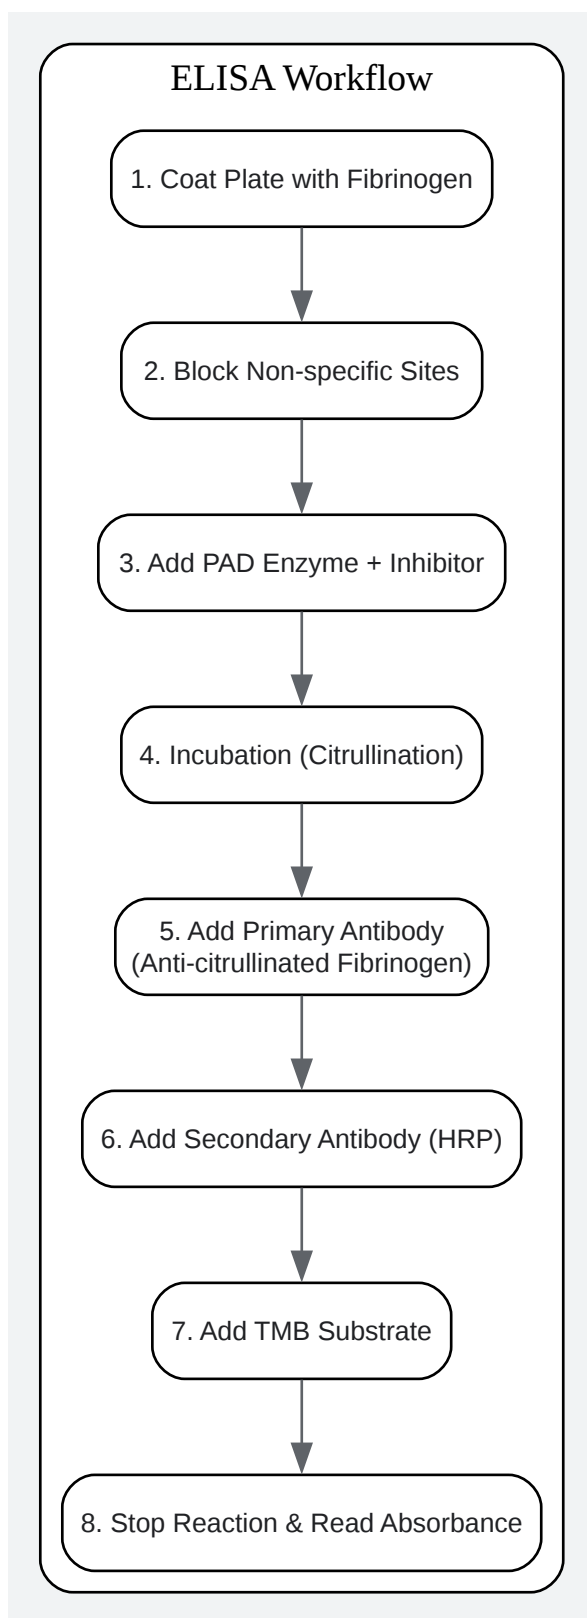 ELISA Workflow
1. Coat Plate with Fibrinogen
2. Block Non-specific Sites
3. Add PAD Enzyme + Inhibitor
4. Incubation (Citrullination)
5. Add Primary Antibody
(Anti-citrullinated Fibrinogen)
6. Add Secondary Antibody (HRP)
7. Add TMB Substrate
8. Stop Reaction & Read Absorbance